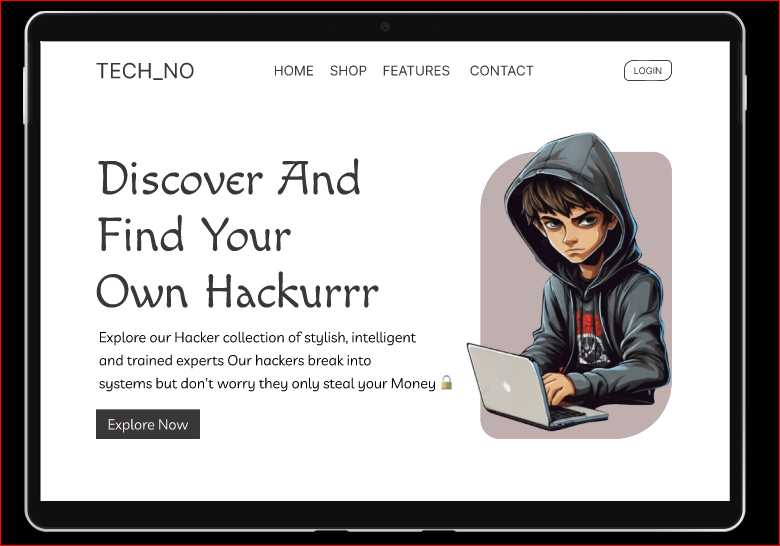 TECH_NO
HOME SHOP FEATURES CONTACT
LOGIN
Discover And
Find Your
Own Hackurrr
Explore our Hacker collection of stylish, intelligent
and trained experts Our hackers break into
systems but don't worry they only steal your Money 🔒
Explore Now